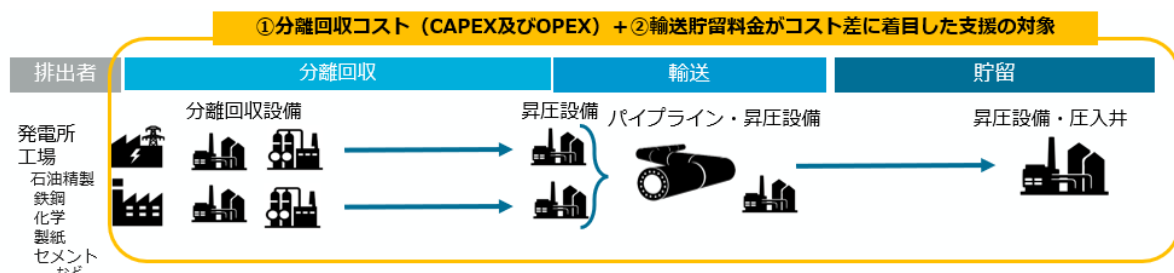 ①分離回収コスト（CAPEX及びOPEX）＋②輸送貯留料金がコスト差に着目した支援の対象
排出者
分離回収
輸送
貯留
分離回収設備
昇圧設備
パイプライン・昇圧設備
昇圧設備・圧入井
発電所
工場
石油精製
鉄鋼
化学
製紙
セメント
など